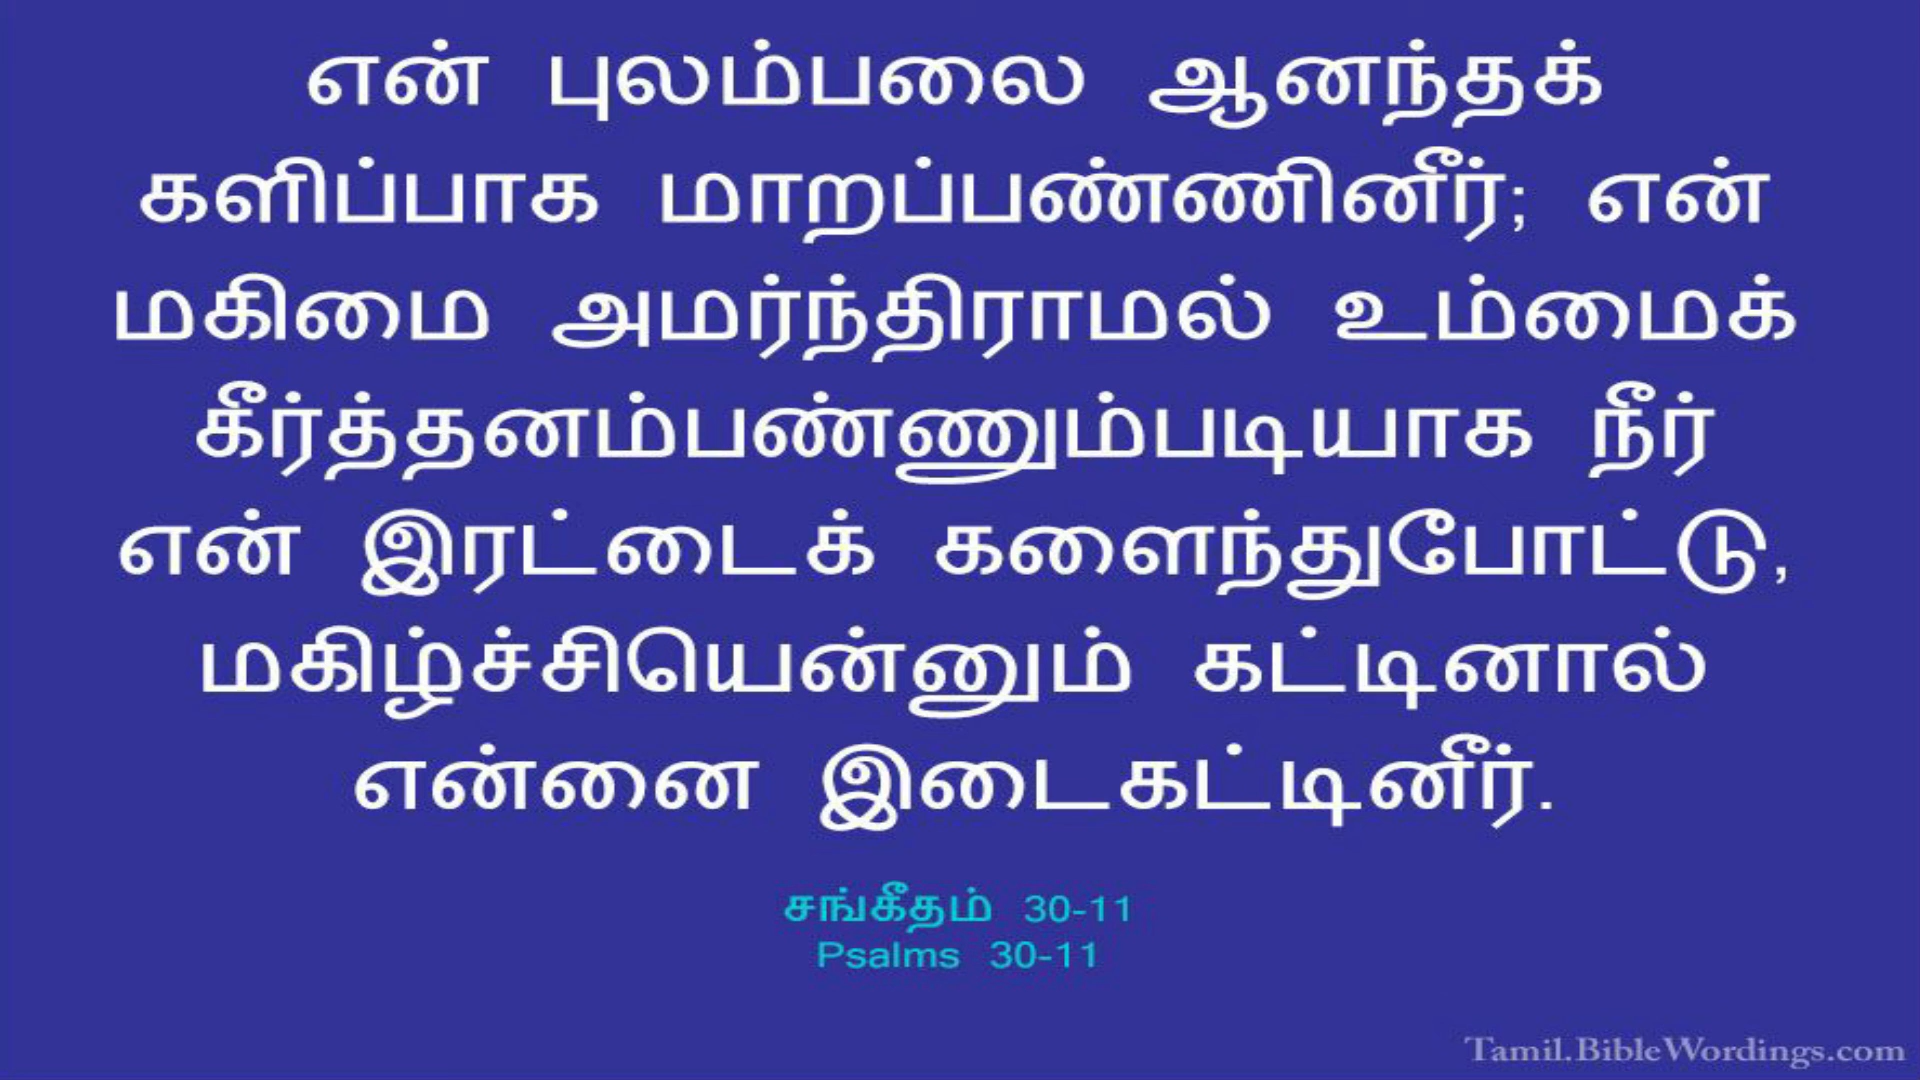 என் புலம்பலை ஆனந்தக்
களிப்பாக மாறப்பண்ணினீர்; என்
மகிமை அமர்ந்திராமல் உம்மைக்
கீர்த்தனம்பண்ணும்படியாக நீர்
என் இரட்டைக் களைந்துபோட்டு,
மகிழ்ச்சியென்னும் கட்டினால்
என்னை இடைகட்டினீர்.
சங்கீதம் 30-11
Psalms 30-11
Tamil.BibleWordings.com